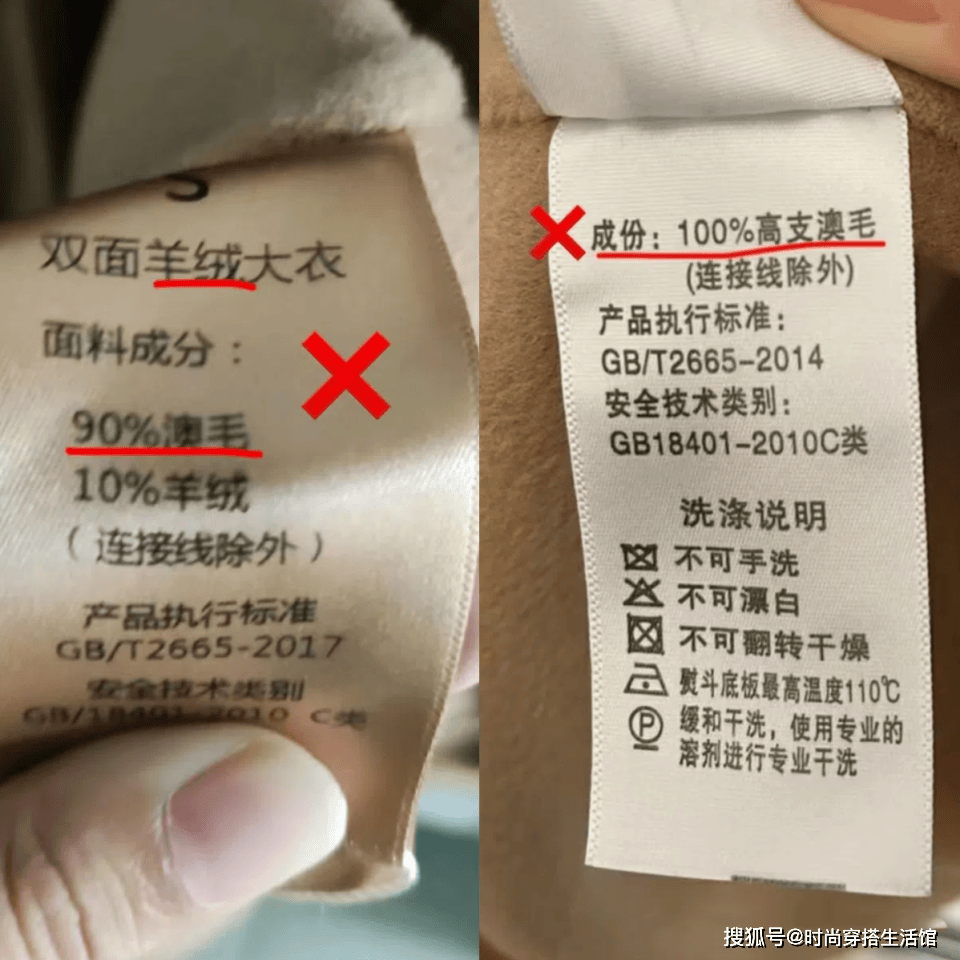 S
双面羊绒大衣
面料成分：
90%澳毛
10%羊绒
（连接线除外）
产品执行标准
GB/T2665-2017
安全技术类别
GB/18401-2010 C类
成份：100%高支澳毛
(连接线除外)
产品执行标准：
GB/T2665-2014
安全技术类别：
GB18401-2010C类
洗涤说明
不可手洗
不可漂白
不可翻转干燥
熨斗底板最高温度110℃
P 缓和干洗，使用专业的
溶剂进行专业干洗
搜狐号@时尚穿搭生活馆